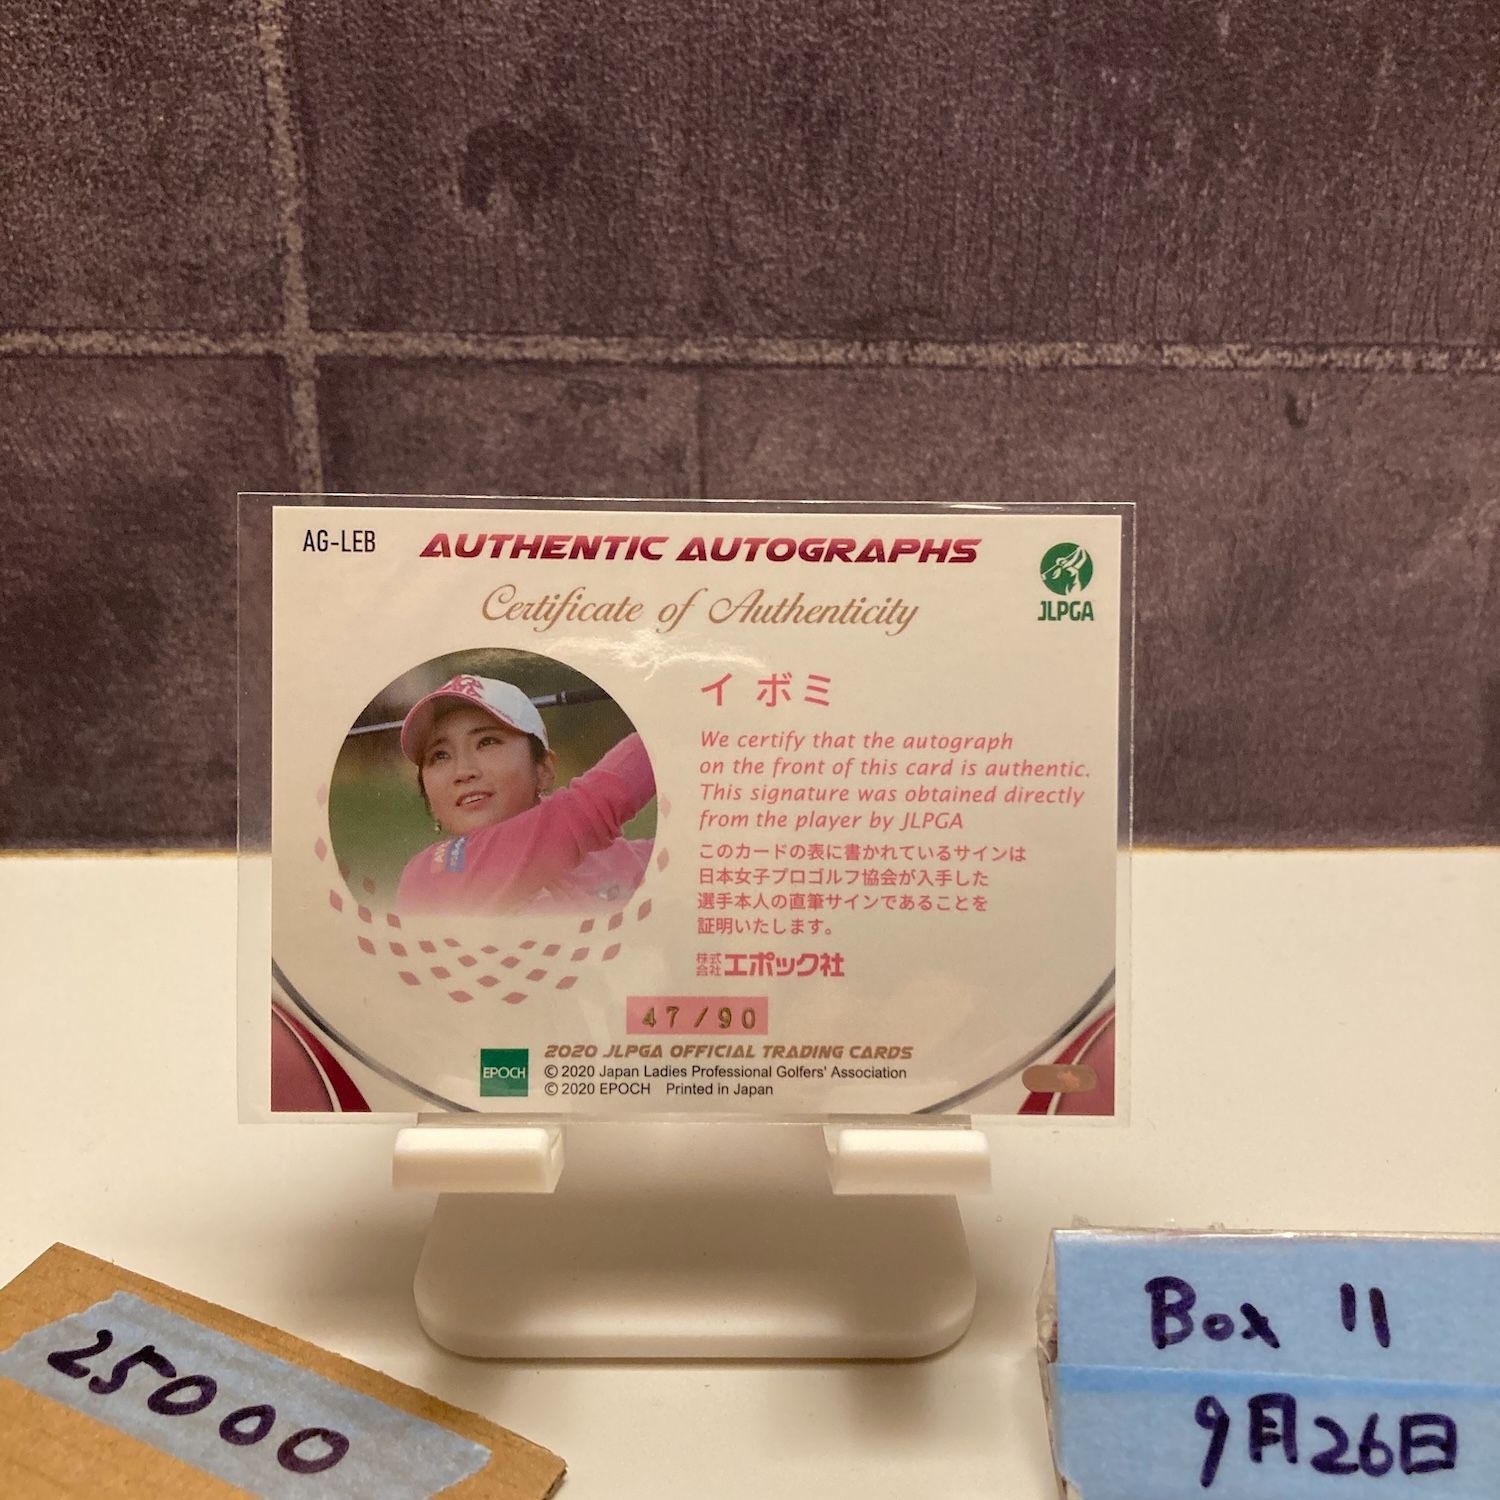 AG-LEB
AUTHENTIC AUTOGRAPHS
Certificate of Authenticity
JLPGA
イ ボミ
We certify that the autograph
on the front of this card is authentic.
This signature was obtained directly
from the player by JLPGA
このカードの表に書かれているサインは
日本女子プロゴルフ協会が入手した
選手本人の直筆サインであることを
証明いたします。
株式会社エポック社
47/90
EPOCH
2020 JLPGA OFFICIAL TRADING CARDS
© 2020 Japan Ladies Professional Golfers' Association
© 2020 EPOCH Printed in Japan
25000
Box 11
9月26日